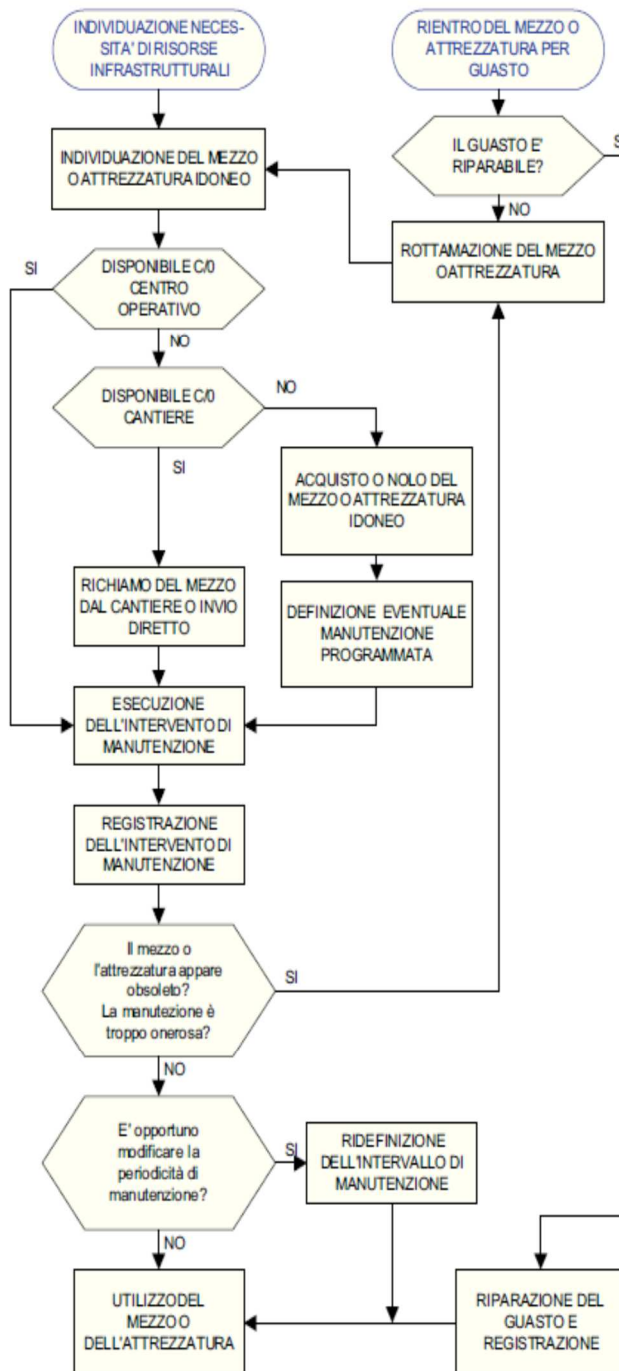 INDIVIDUAZIONE NECES-
SITA' DI RISORSE
INFRASTRUTTURALI
RIENTRO DEL MEZZO O
ATTREZZATURA PER
GUASTO
INDIVIDUAZIONE DEL MEZZO
O ATTREZZATURA IDONEO
IL GUASTO E'
RIPARABILE?
S
NO
ROTTAMAZIONE DEL MEZZO
OATTREZZATURA
SI
DISPONIBILE C/0
CENTRO
OPERATIVO
NO
DISPONIBILE C/0
CANTIERE
NO
SI
ACQUISTO O NOLO DEL
MEZZO O ATTREZZATURA
IDONEO
RICHIAMO DEL MEZZO
DAL CANTIERE O INVIO
DIRETTO
DEFINIZIONE EVENTUALE
MANUTENZIONE
PROGRAMMATA
ESECUZIONE
DELL'INTERVENTO DI
MANUTENZIONE
REGISTRAZIONE
DELL'INTERVENTO DI
MANUTENZIONE
Il mezzo o
l'attrezzatura appare
obsoleto?
La manutezione è
troppo onerosa?
SI
NO
E' opportuno
modificare la
periodicità di
manutenzione?
SI
RIDEFINIZIONE
DELL'INTERVALLO DI
MANUTENZIONE
NO
UTILIZZO DEL
MEZZO O
DELL'ATTREZZATURA
RIPARAZIONE DEL
GUASTO E
REGISTRAZIONE